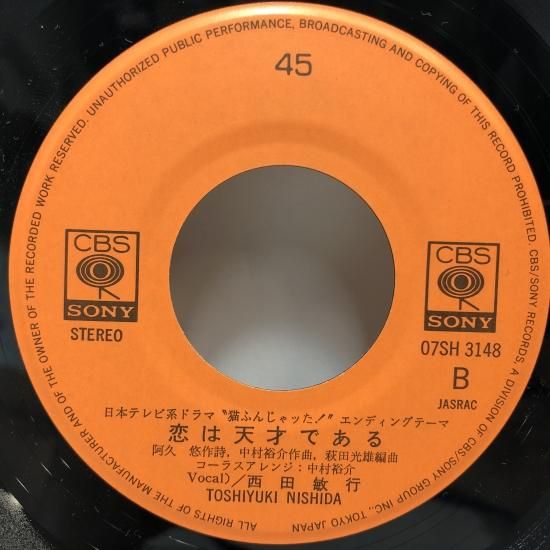 ALL RIGHTS OF THE MANUFACTURER AND OF THE OWNER OF THE RECORDED WORK RESERVED. UNAUTHORIZED PUBLIC PERFORMANCE, BROADCASTING AND COPYING OF THIS RECORD PROHIBITED. CBS/SONY RECORDS, A DIVISION OF CBS/SONY GROUP INC., TOKYO JAPAN
45
CBS
SONY
STEREO
CBS
SONY
07SH 3148
B
JASRAC
日本テレビ系ドラマ〝猫ふんじゃった!〟エンディングテーマ
恋は天才である
阿久 悠作詩,中村裕介作曲,萩田光雄編曲
コーラスアレンジ:中村裕介
Vocal)/西田敏行
TOSHIYUKI NISHIDA